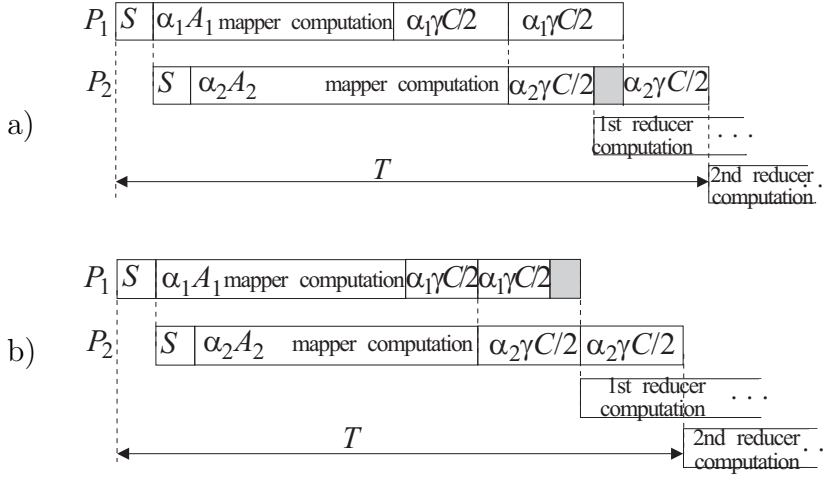 P₁ S α₁A₁ mapper computation α₁γC/2 α₁γC/2
P₂ S α₂A₂ mapper computation α₂γC/2 α₂γC/2
a)
1st reducer
computation . . .
T
2nd reducer
computation . .
P₁ S α₁A₁ mapper computation α₁γC/2 α₁γC/2
P₂ S α₂A₂ mapper computation α₂γC/2 α₂γC/2
b)
1st reducer
computation . . .
T
2nd reducer
computation . .